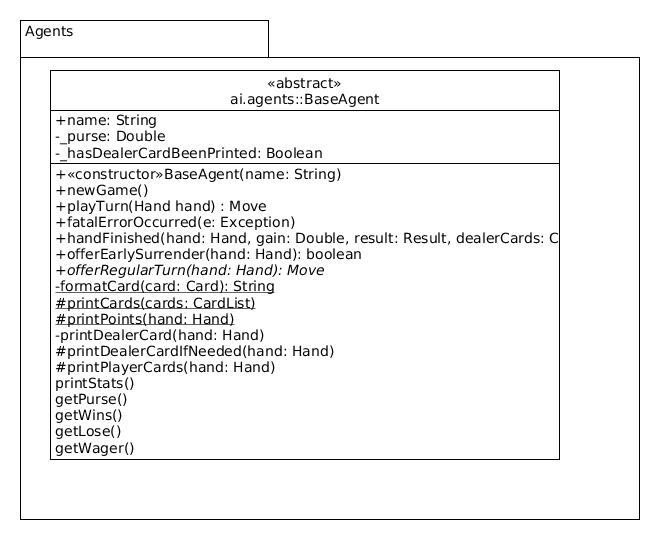 Agents
«abstract»
ai.agents::BaseAgent
+name: String
-_purse: Double
-_hasDealerCardBeenPrinted: Boolean
+«constructor»BaseAgent(name: String)
+newGame()
+playTurn(Hand hand) : Move
+fatalErrorOccurred(e: Exception)
+handFinished(hand: Hand, gain: Double, result: Result, dealerCards: C
+offerEarlySurrender(hand: Hand): boolean
+offerRegularTurn(hand: Hand): Move
-formatCard(card: Card): String
#printCards(cards: CardList)
#printPoints(hand: Hand)
-printDealerCard(hand: Hand)
#printDealerCardIfNeeded(hand: Hand)
#printPlayerCards(hand: Hand)
printStats()
getPurse()
getWins()
getLose()
getWager()